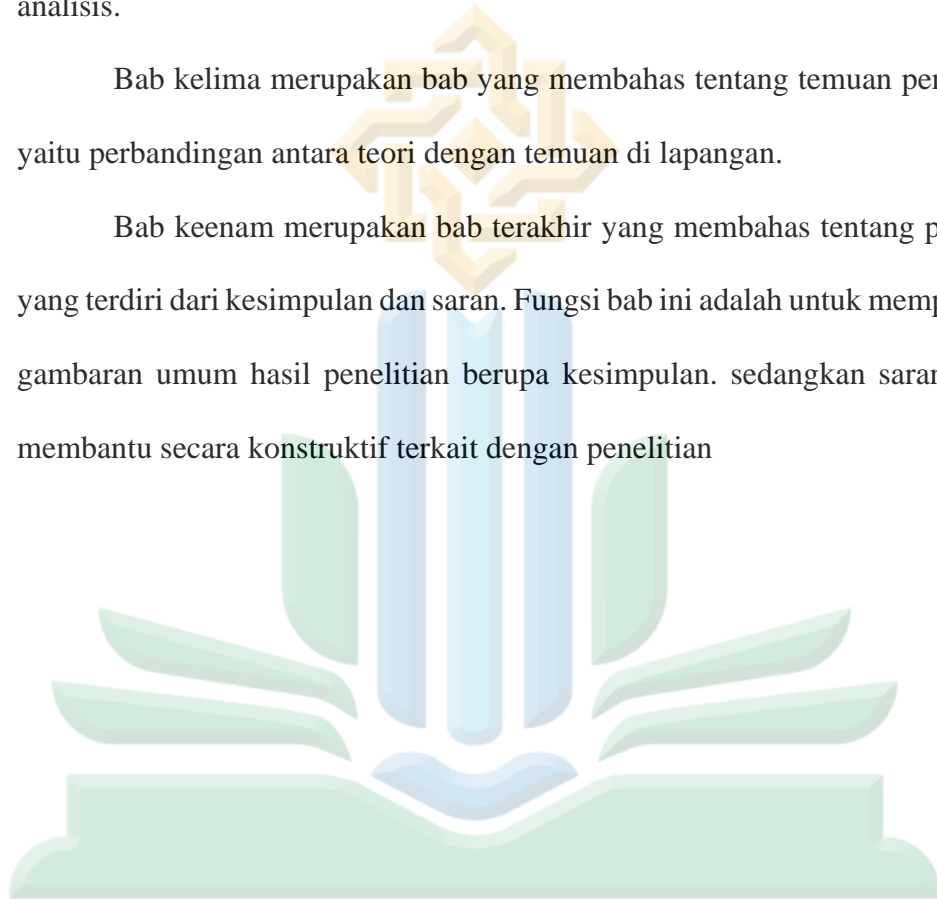 analisis.
Bab kelima merupakan bab yang membahas tentang temuan
yaitu perbandingan antara teori dengan temuan di lapangan.
Bab keenam merupakan bab terakhir yang membahas tentang
yang terdiri dari kesimpulan dan saran. Fungsi bab ini adalah untuk
gambaran umum hasil penelitian berupa kesimpulan. sedangkan saran
membantu secara konstruktif terkait dengan penelitian